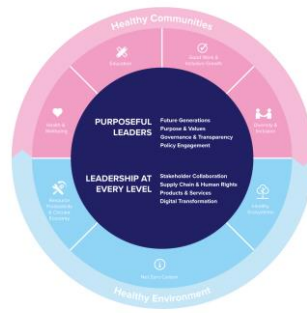 Healthy Communities
Education
Good Work &
Inclusive Growth
Health &
Wellbeing
Diversity &
Inclusion
PURPOSEFUL
LEADERS
Future Generations
Purpose & Values
Governance & Transparency
Policy Engagement
LEADERSHIP AT
EVERY LEVEL
Stakeholder Collaboration
Supply Chain & Human Rights
Products & Services
Digital Transformation
Healthy
Ecosystems
Net Zero Carbon
Healthy Environment